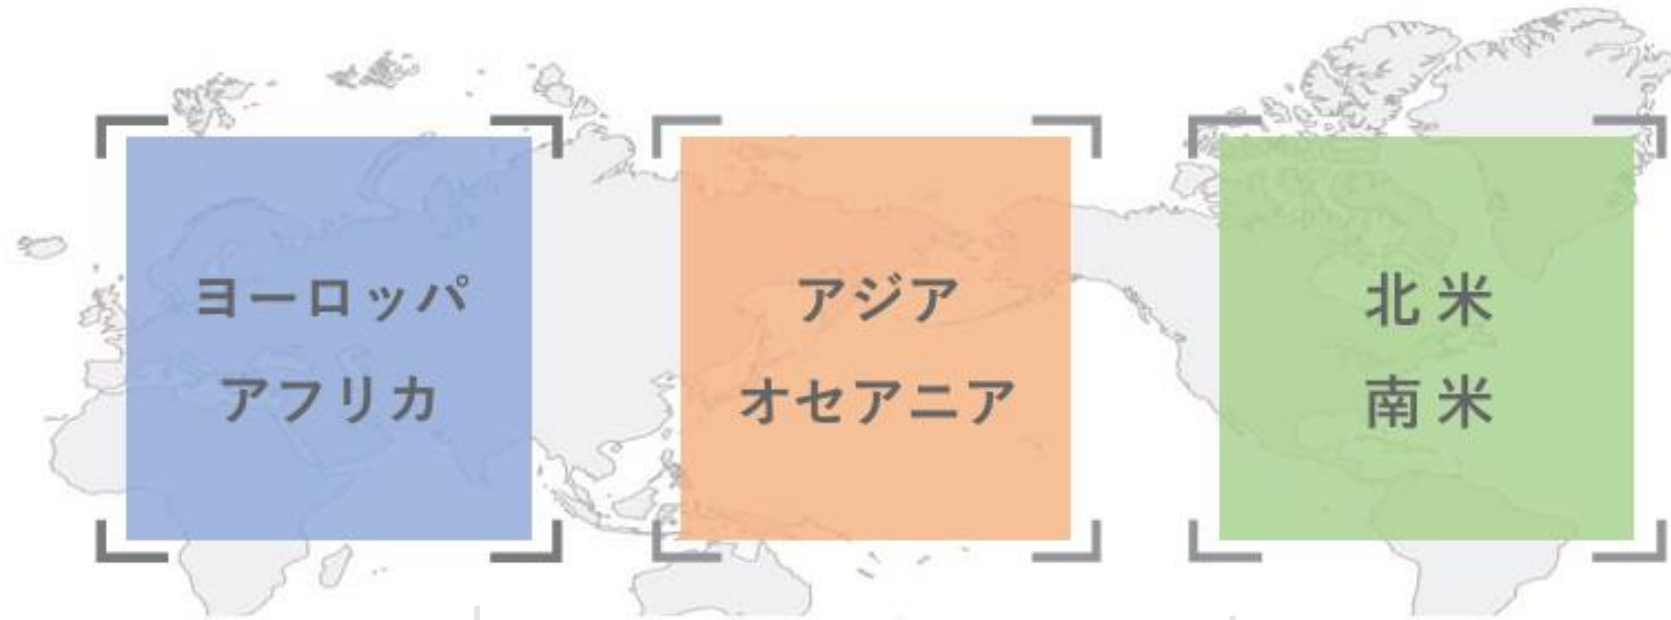 ヨーロッパ
アフリカ
アジア
オセアニア
北米
南米